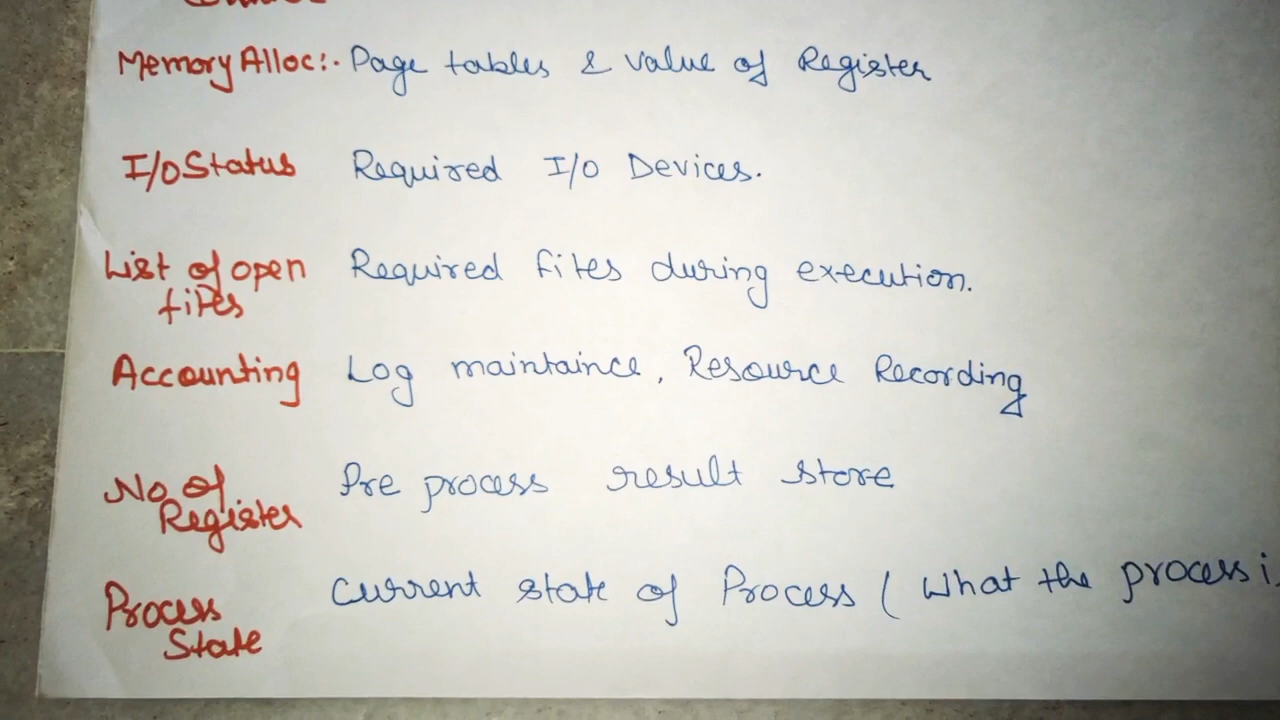 Memory Alloc:- Page tables & value of Register
I/O Status Required I/O Devices.
List of open Required files during execution.
files
Accounting Log maintaince, Resource Recording
No of Pre process result store
Register
Process Current state of Process ( What the process i
State